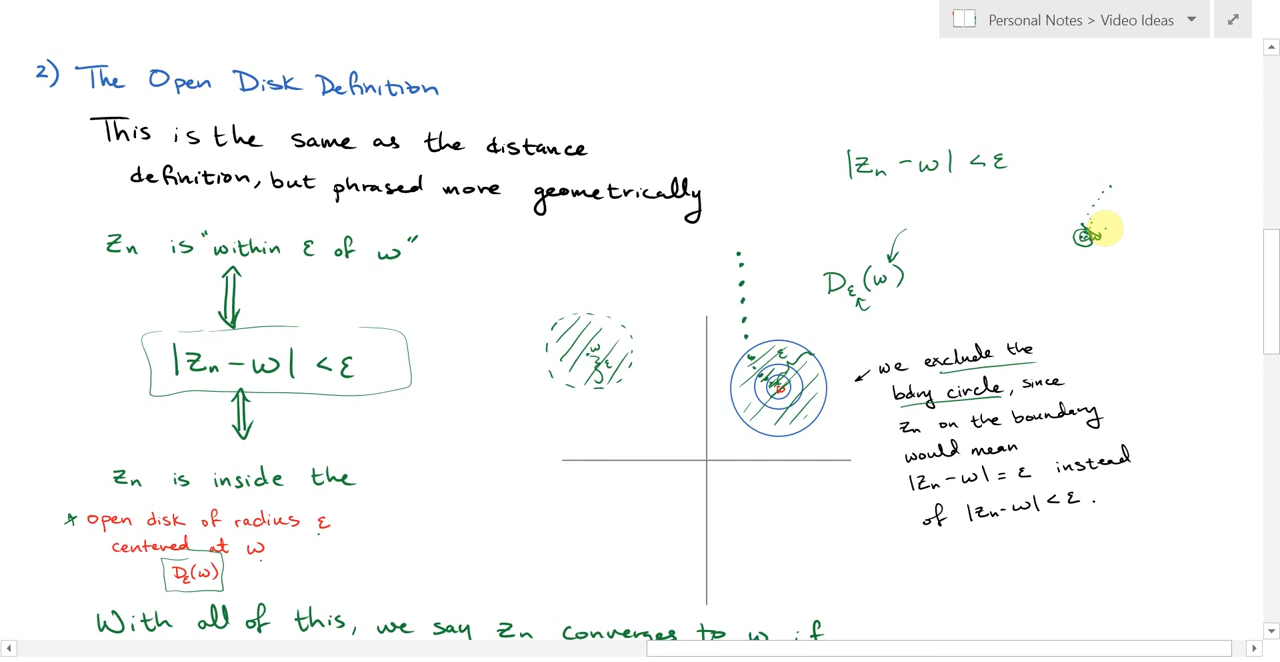 Personal Notes > Video Ideas
2) The Open Disk Definition
This is the same as the distance
definition, but phrased more geometrically
Zn is "within ε of w"
|Zn - w| < ε
Zn is inside the
* open disk of radius ε
centered at w
Dε(w)
|Zn - w| < ε
Dε(w)
w
ε
ε
w
w
← we exclude the
bdry circle, since
Zn on the boundary
would mean
|Zn - w| = ε instead
of |Zn - w| < ε.
With all of this, we say Zn converges to w if